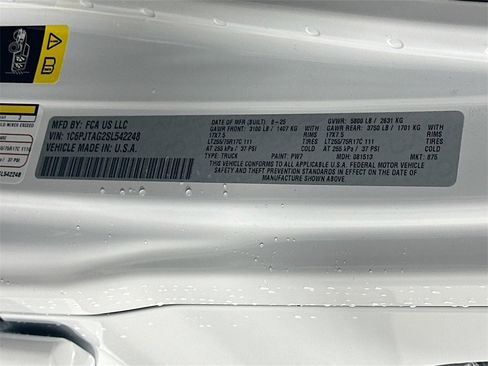 MFD BY: FCA US LLC
DATE OF MFR (BUILT) 8-25
GVWR: 5800 LB / 2631 KG
VIN: 1C6PJTAG2SL542248
GAWR FRONT: 3100 LB / 1407 KG WITH
GAWR REAR: 3750 LB / 1701 KG WITH
17X7.5 RIMS
17X7.5 RIMS
VEHICLE MADE IN: U.S.A.
LT255/75R17C 111 TIRES
LT255/75R17C 111 TIRES
AT 255 kPa / 37 PSI
AT 255 kPa / 37 PSI
TYPE: TRUCK PAINT: PW7 MDH: 081513 MKT: 875
THIS VEHICLE CONFORMS TO ALL APPLICABLE U.S.A. FEDERAL MOTOR VEHICLE
SAFETY AND THEFT PREVENTION STANDARDS IN EFFECT ON THE DATE OF
MANUFACTURE SHOWN ABOVE.